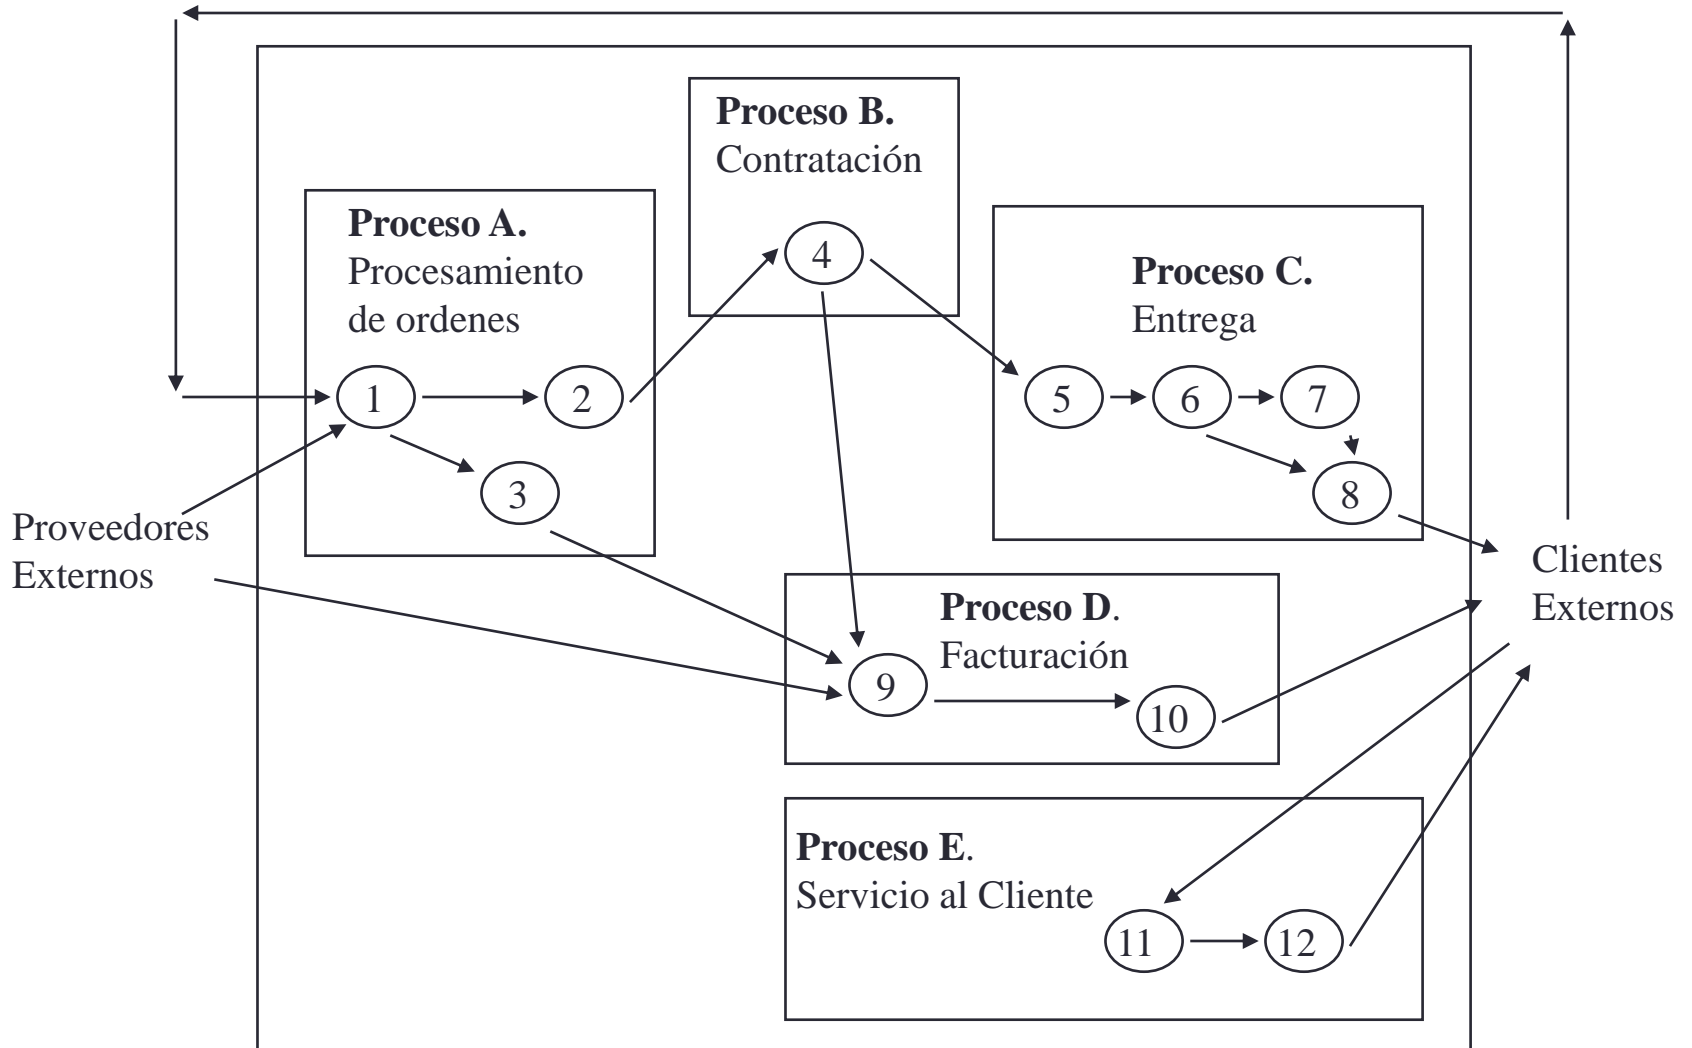 Proceso B.
Contratación
Proceso A.
Procesamiento
de ordenes
4
Proceso C.
Entrega
1
2
3
5
6
7
8
Proveedores
Externos
Clientes
Externos
Proceso D.
Facturación
9
10
Proceso E.
Servicio al Cliente
11
12